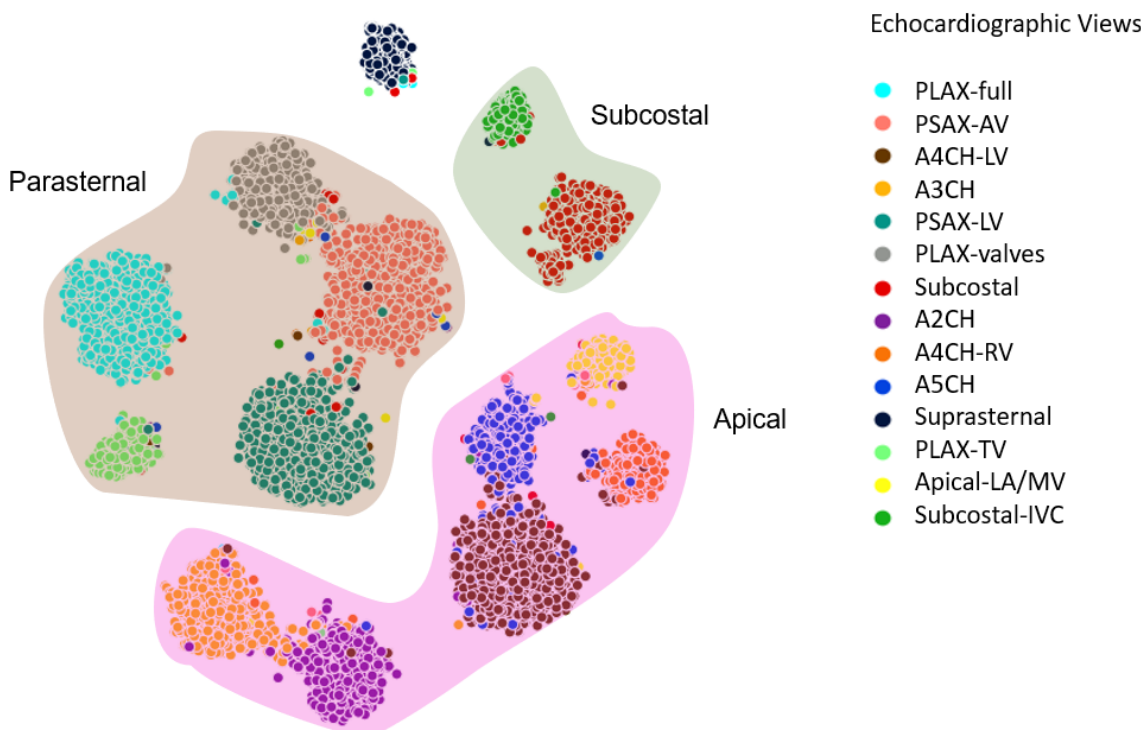 Echocardiographic Views
PLAX-full
PSAX-AV
A4CH-LV
A3CH
PSAX-LV
PLAX-valves
Subcostal
A2CH
A4CH-RV
A5CH
Suprasternal
PLAX-TV
Apical-LA/MV
Subcostal-IVC
Subcostal
Parasternal
Apical